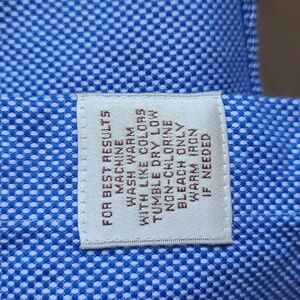 FOR BEST RESULTS
MACHINE
WASH WARM
WITH LIKE COLORS
TUMBLE DRY LOW
NON-CHLORINE
BLEACH ONLY
WARM IRON
IF NEEDED